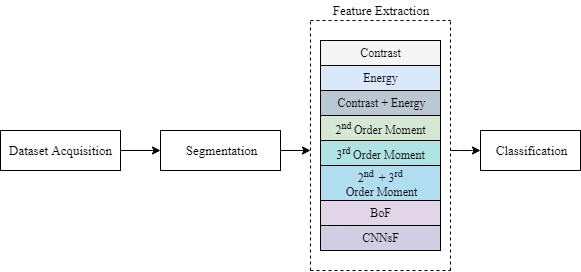 Feature Extraction
Dataset Acquisition
Segmentation
Contrast
Energy
Contrast + Energy
2nd Order Moment
3rd Order Moment
2nd + 3rd
Order Moment
BoF
CNNsF
Classification